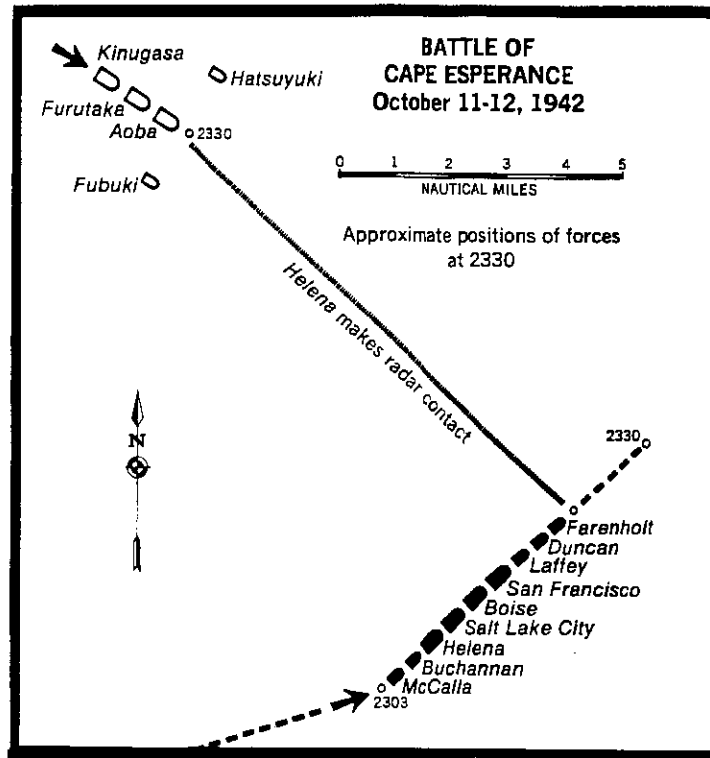 BATTLE OF
CAPE ESPERANCE
October 11-12, 1942
Kinugasa
Hatsuyuki
Furutaka
Aoba
2330
Fubuki
0 1 2 3 4 5
NAUTICAL MILES
Approximate positions of forces
at 2330
Helena makes radar contact
N
2330
Farenholt
Duncan
Laffey
San Francisco
Boise
Salt Lake City
Helena
Buchannan
McCalla
2303